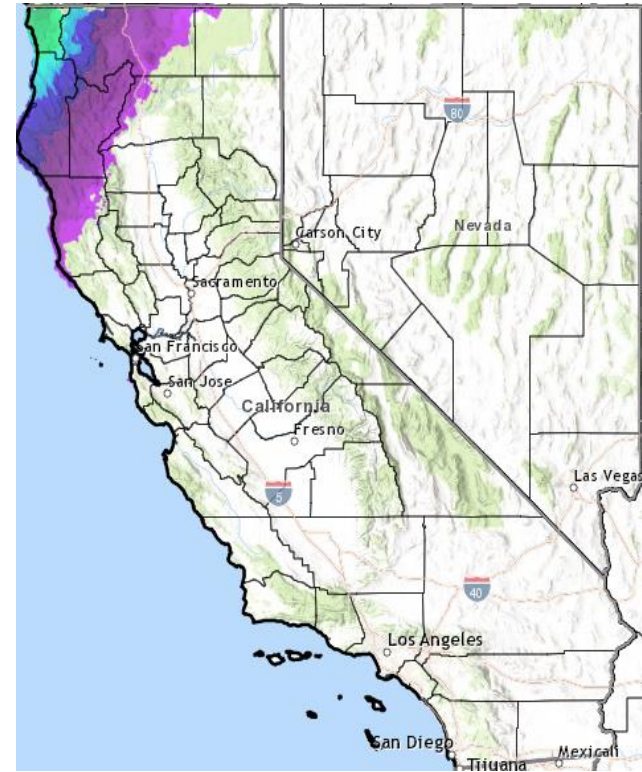 80
Carson City
Nevada
Sacramento
San Francisco
San Jose
California
Fresno
Las Vegas
5
40
Los Angeles
San Diego
Mexicali
Tijuana